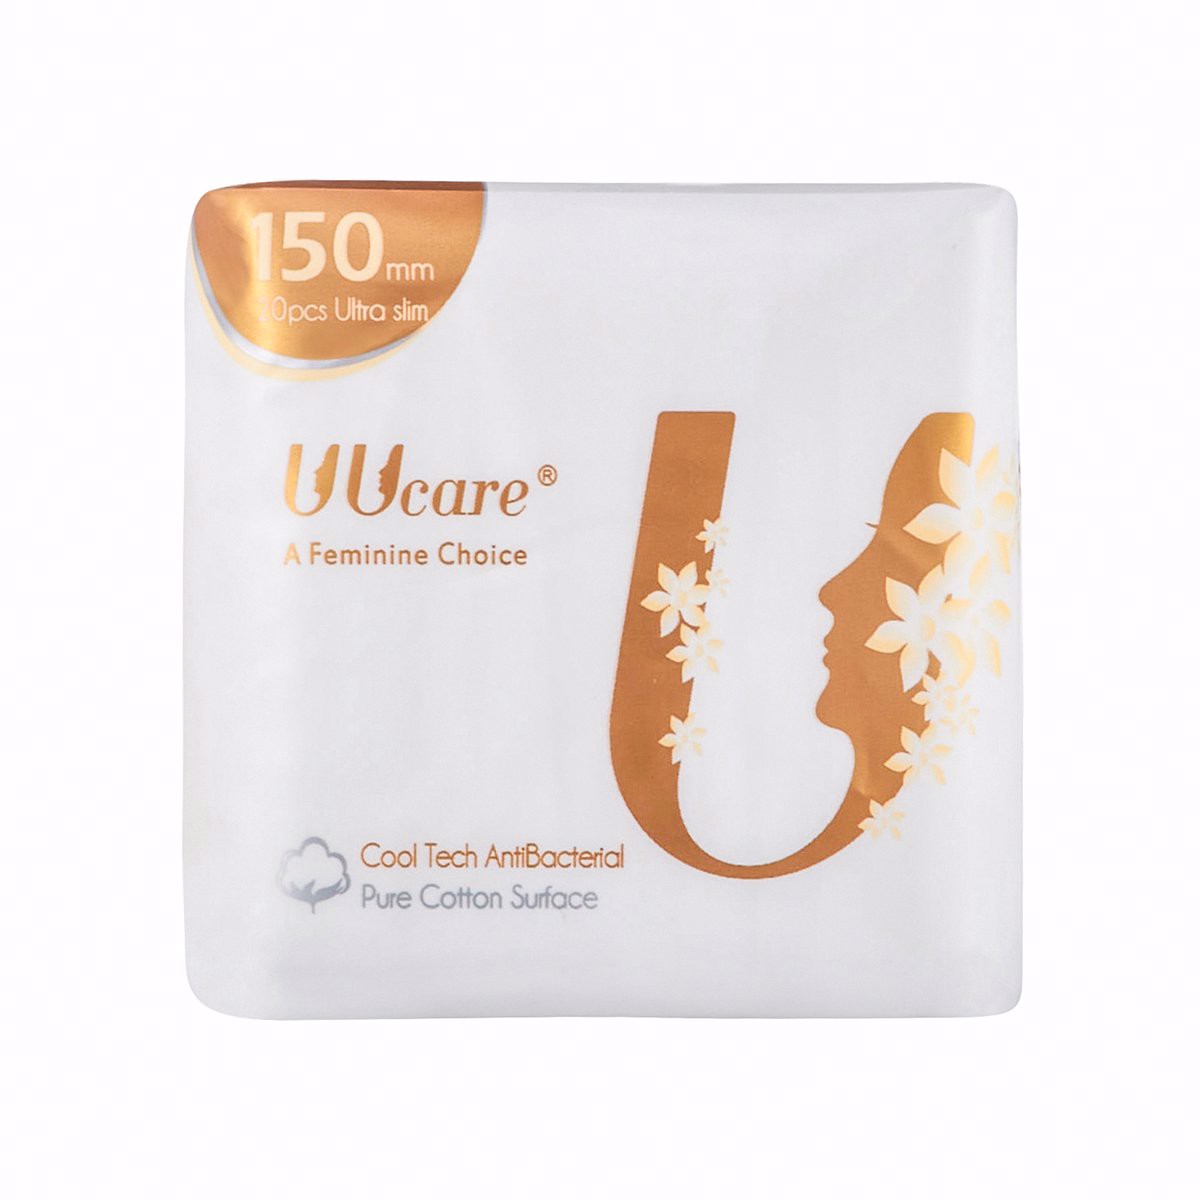 150mm
20pcs Ultra slim
UUcare®
A Feminine Choice
Cool Tech AntiBacterial
Pure Cotton Surface